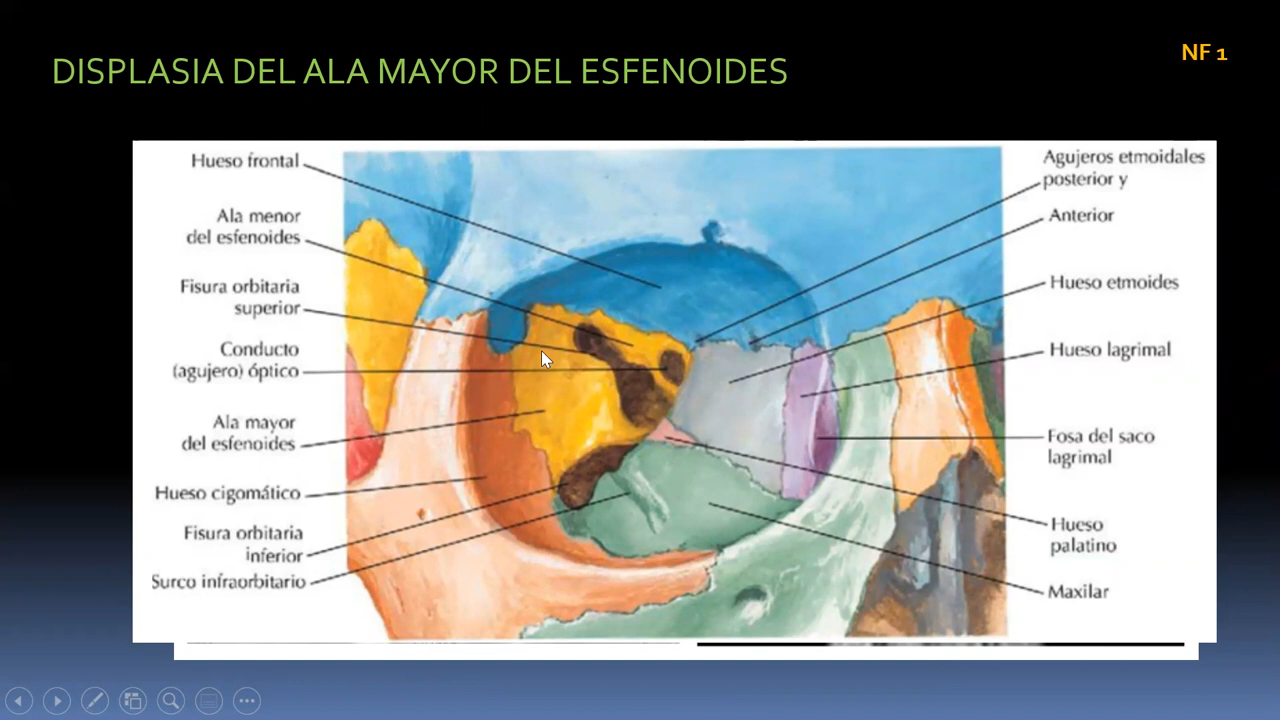 DISPLASIA DEL ALA MAYOR DEL ESFENOIDES
NF 1
Hueso frontal
Ala menor
del esfenoides
Fisura orbitaria
superior
Conducto
(agujero) óptico
Ala mayor
del esfenoides
Hueso cigomático
Fisura orbitaria
inferior
Surco infraorbitario
Agujeros etmoidales
posterior y
Anterior
Hueso etmoides
Hueso lagrimal
Fosa del saco
lagrimal
Hueso
palatino
Maxilar